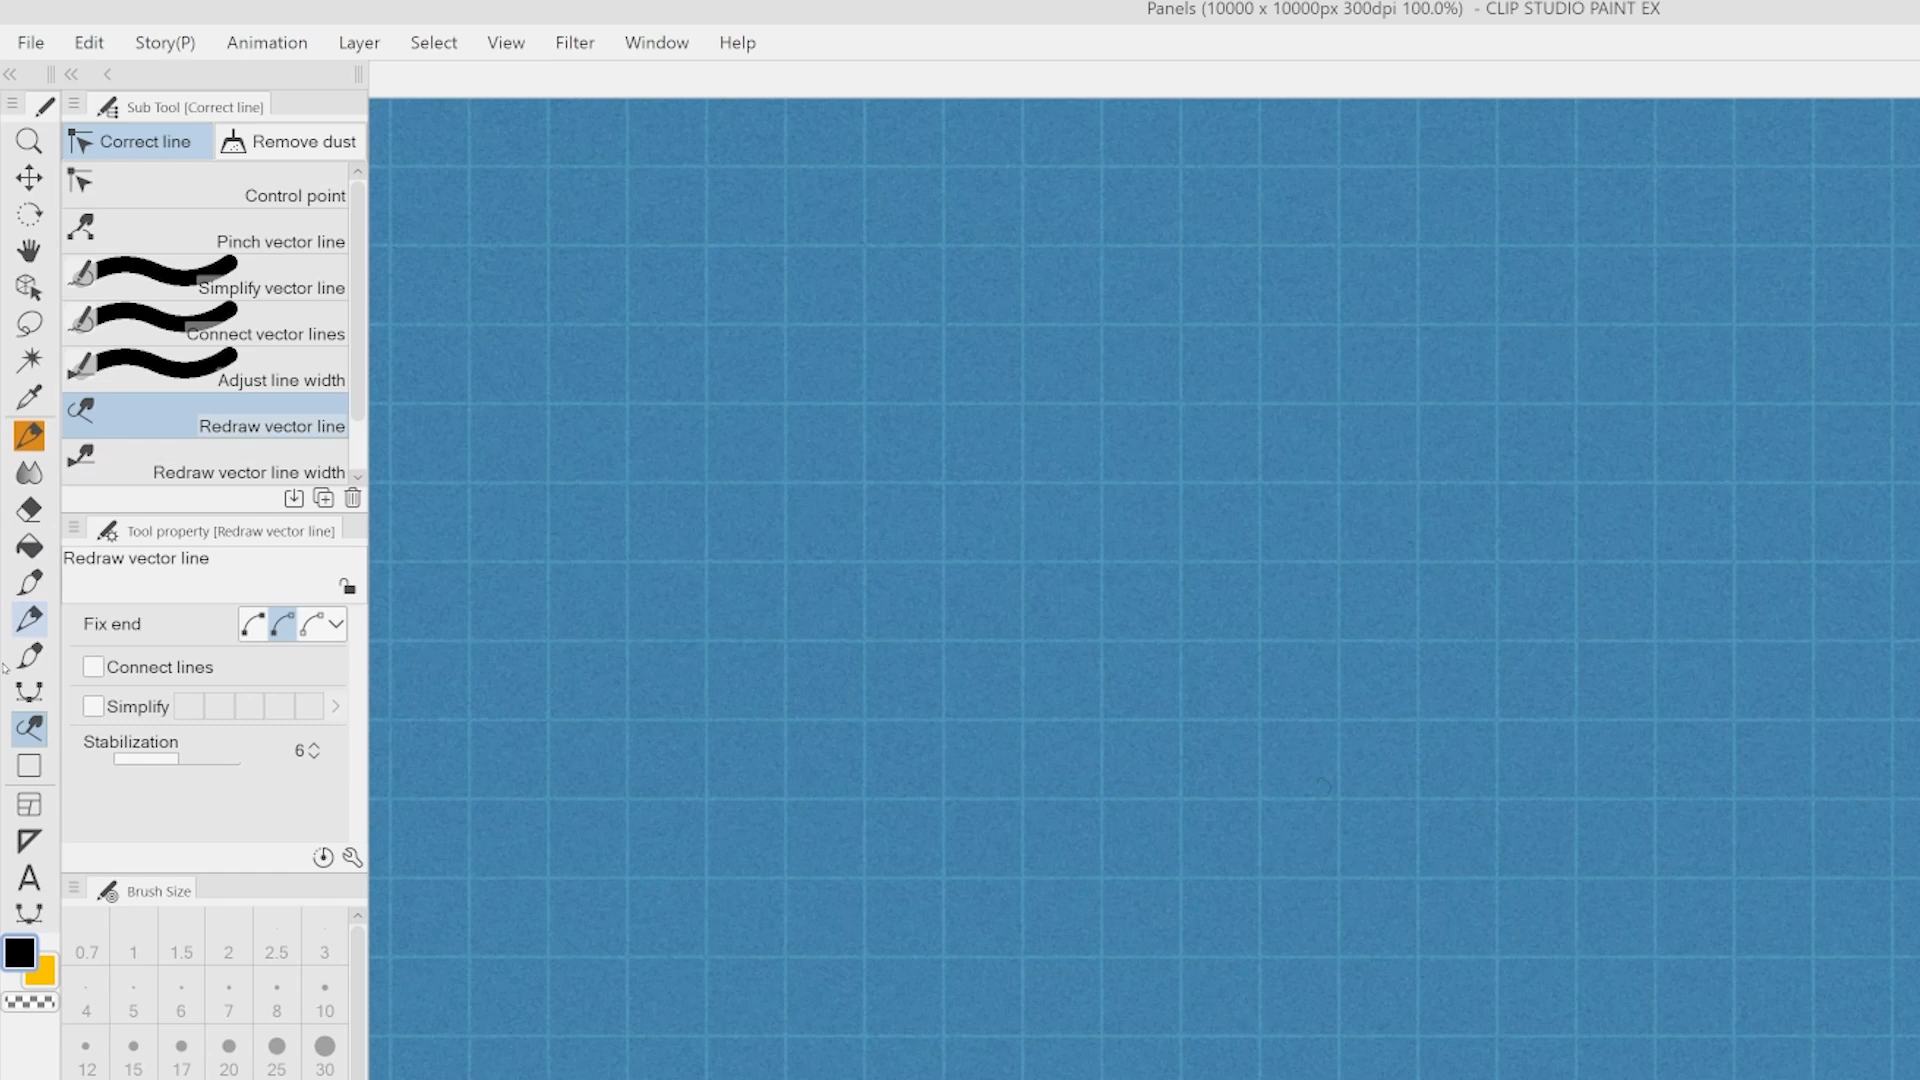 Panels (10000 x 10000px 300dpi 100.0%) - CLIP STUDIO PAINT EX
File Edit Story(P) Animation Layer Select View Filter Window Help
Sub Tool [Correct line]
Correct line Remove dust
Control point
Pinch vector line
Simplify vector line
Connect vector lines
Adjust line width
Redraw vector line
Redraw vector line width
Tool property [Redraw vector line]
Redraw vector line
Fix end
Connect lines
Simplify
Stabilization 6
A
Brush Size
0.7 1 1.5 2 2.5 3
4 5 6 7 8 10
12 15 17 20 25 30